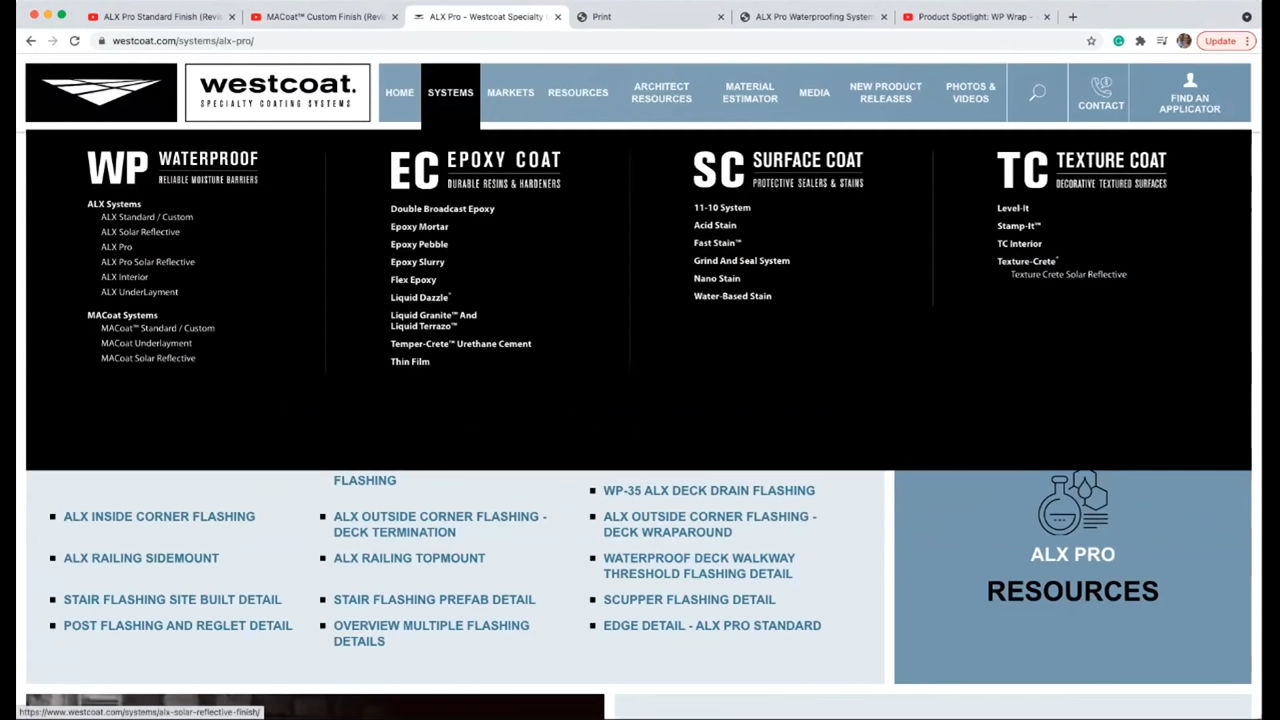 ALX Pro Standard Finish (Revie
MACoat™ Custom Finish (Revie
ALX Pro - Westcoat Specialty C
Print
ALX Pro Waterproofing System
Product Spotlight: WP Wrap -
westcoat.com/systems/alx-pro/
Update
westcoat.
SPECIALTY COATING SYSTEMS
HOME
SYSTEMS
MARKETS
RESOURCES
ARCHITECT
RESOURCES
MATERIAL
ESTIMATOR
MEDIA
NEW PRODUCT
RELEASES
PHOTOS &
VIDEOS
CONTACT
FIND AN
APPLICATOR
WP WATERPROOF
RELIABLE MOISTURE BARRIERS
ALX Systems
ALX Standard / Custom
ALX Solar Reflective
ALX Pro
ALX Pro Solar Reflective
ALX Interior
ALX UnderLayment
MACoat Systems
MACoat™ Standard / Custom
MACoat Underlayment
MACoat Solar Reflective
EC EPOXY COAT
DURABLE RESINS & HARDENERS
Double Broadcast Epoxy
Epoxy Mortar
Epoxy Pebble
Epoxy Slurry
Flex Epoxy
Liquid Dazzle®
Liquid Granite™ And
Liquid Terrazo™
Temper-Crete™ Urethane Cement
Thin Film
SC SURFACE COAT
PROTECTIVE SEALERS & STAINS
11-10 System
Acid Stain
Fast Stain™
Grind And Seal System
Nano Stain
Water-Based Stain
TC TEXTURE COAT
DECORATIVE TEXTURED SURFACES
Level-It
Stamp-It™
TC Interior
Texture-Crete®
Texture Crete Solar Reflective
FLASHING
WP-35 ALX DECK DRAIN FLASHING
ALX INSIDE CORNER FLASHING
ALX OUTSIDE CORNER FLASHING -
DECK TERMINATION
ALX OUTSIDE CORNER FLASHING -
DECK WRAPAROUND
ALX RAILING SIDEMOUNT
ALX RAILING TOPMOUNT
WATERPROOF DECK WALKWAY
THRESHOLD FLASHING DETAIL
STAIR FLASHING SITE BUILT DETAIL
STAIR FLASHING PREFAB DETAIL
SCUPPER FLASHING DETAIL
POST FLASHING AND REGLET DETAIL
OVERVIEW MULTIPLE FLASHING
DETAILS
EDGE DETAIL - ALX PRO STANDARD
ALX PRO
RESOURCES
https://www.westcoat.com/systems/alx-solar-reflective-finish/